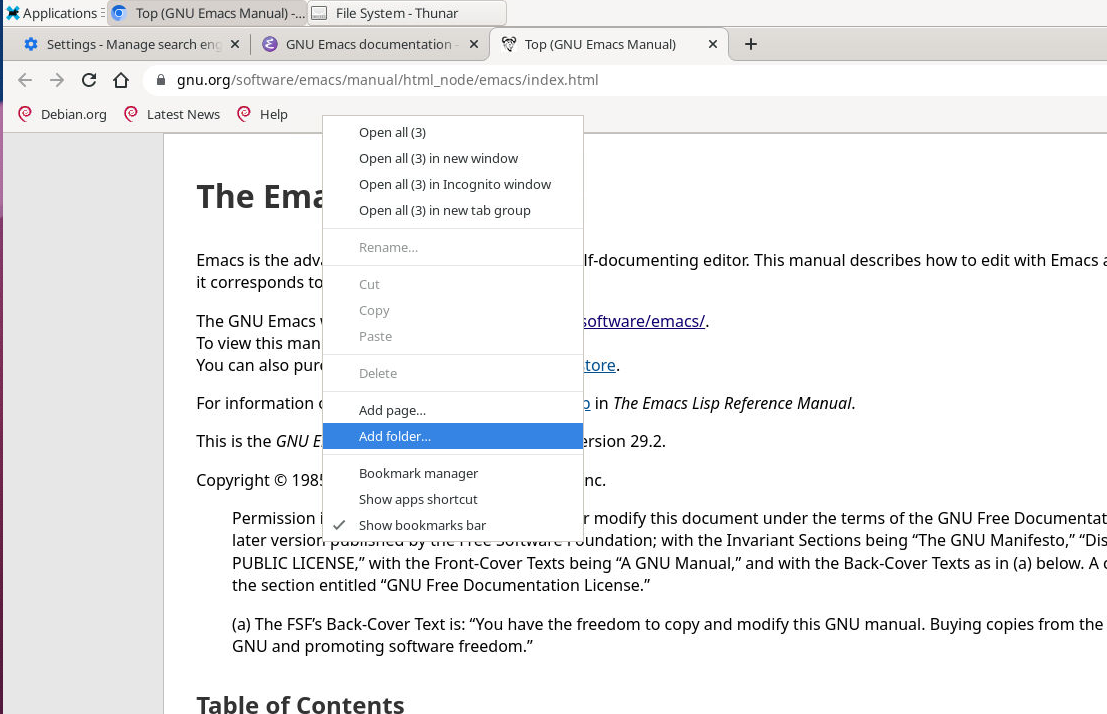 Applications
Top (GNU Emacs Manual) -...
File System - Thunar
Settings - Manage search eng
GNU Emacs documentation -
Top (GNU Emacs Manual)
gnu.org/software/emacs/manual/html_node/emacs/index.html
Debian.org
Latest News
Help
Open all (3)
Open all (3) in new window
Open all (3) in Incognito window
Open all (3) in new tab group
Rename...
Cut
Copy
Paste
Delete
Add page...
Add folder...
Bookmark manager
Show apps shortcut
Show bookmarks bar
The Ema
Emacs is the adva lf-documenting editor. This manual describes how to edit with Emacs a
it corresponds to
The GNU Emacs w software/emacs/.
To view this man
You can also purc tore.
For information o p in The Emacs Lisp Reference Manual.
This is the GNU E ersion 29.2.
Copyright © 1985 nc.
Permission i r modify this document under the terms of the GNU Free Documentat
later version published by the Free Software Foundation; with the Invariant Sections being “The GNU Manifesto,” “Dis
PUBLIC LICENSE,” with the Front-Cover Texts being “A GNU Manual,” and with the Back-Cover Texts as in (a) below. A c
the section entitled “GNU Free Documentation License.”
(a) The FSF’s Back-Cover Text is: “You have the freedom to copy and modify this GNU manual. Buying copies from the
GNU and promoting software freedom.”
Table of Contents